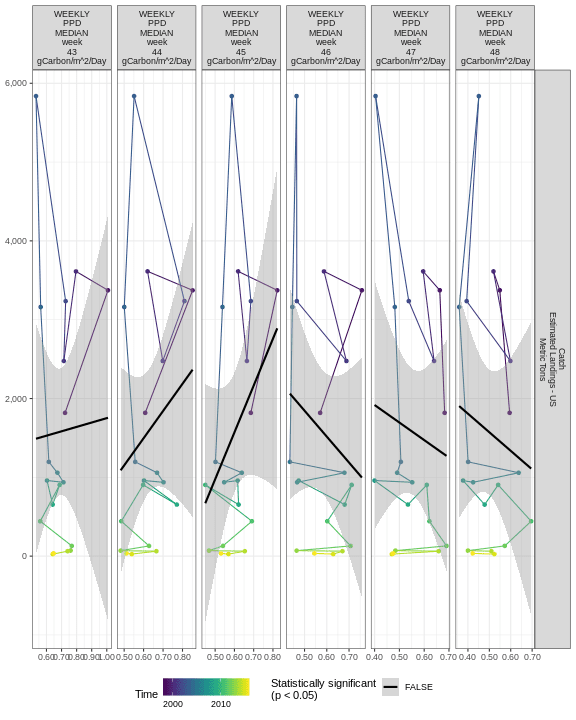 WEEKLY
PPD
MEDIAN
week
43
gCarbon/m^2/Day
WEEKLY
PPD
MEDIAN
week
44
gCarbon/m^2/Day
WEEKLY
PPD
MEDIAN
week
45
gCarbon/m^2/Day
WEEKLY
PPD
MEDIAN
week
46
gCarbon/m^2/Day
WEEKLY
PPD
MEDIAN
week
47
gCarbon/m^2/Day
WEEKLY
PPD
MEDIAN
week
48
gCarbon/m^2/Day
6,000
4,000
2,000
0
Catch
Estimated Landings - US
Metric Tons
0.60 0.70 0.80 0.90 1.00
0.50 0.60 0.70 0.80
0.50 0.60 0.70 0.80
0.50 0.60 0.70
0.40 0.50 0.60 0.70
0.40 0.50 0.60 0.70
Time
2000 2010
Statistically significant
(p < 0.05)
FALSE